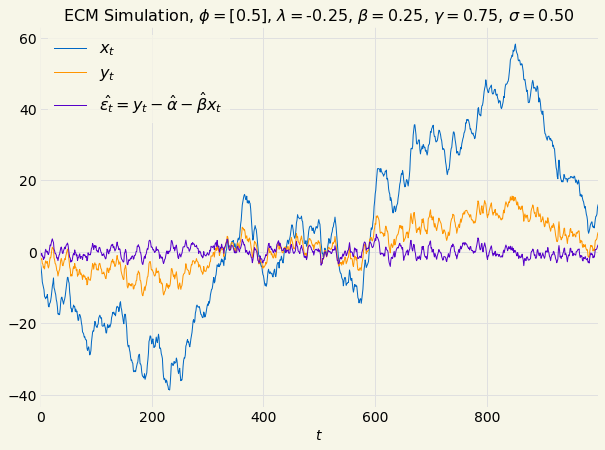 ECM Simulation, ϕ = [0.5], λ = -0.25, β = 0.25, γ = 0.75, σ = 0.50
60
40
20
0
−20
−40
x_t
y_t
ε̂_t = y_t − α̂ − β̂x_t
0 200 400 600 800
t